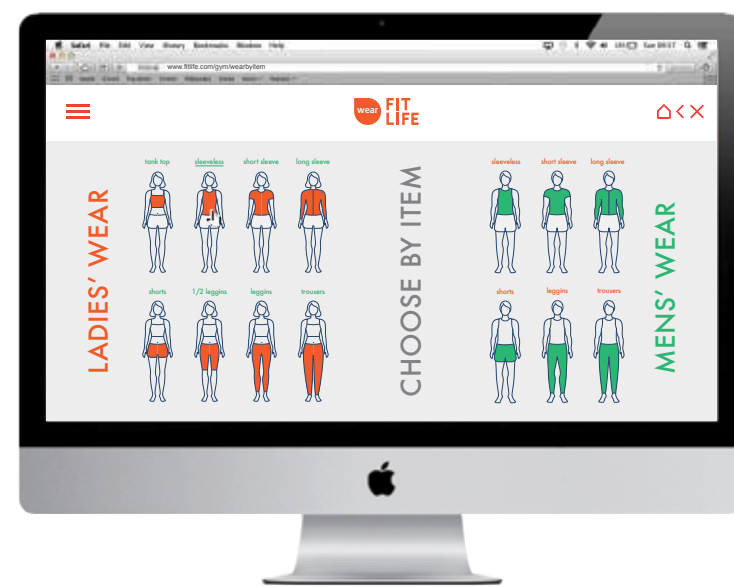 Safari File Edit View History Bookmarks Window Help
www.fitlife.com/gym/wearbyitem
wear FIT
LIFE
LADIES' WEAR
tank top sleeveless short sleeve long sleeve
shorts 1/2 leggins leggins trousers
CHOOSE BY ITEM
sleeveless short sleeve long sleeve
shorts leggins trousers
MENS' WEAR